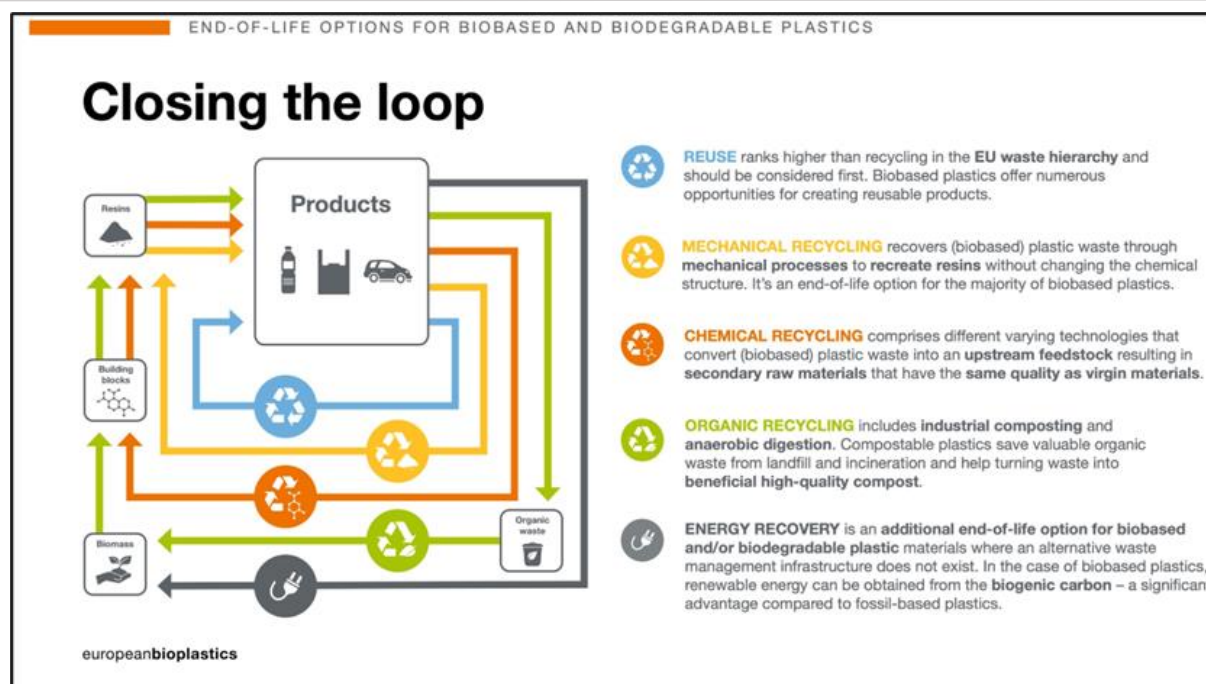 END-OF-LIFE OPTIONS FOR BIOBASED AND BIODEGRADABLE PLASTICS
Closing the loop
Resins
Products
Building
blocks
Biomass
Organic
waste
REUSE ranks higher than recycling in the EU waste hierarchy and
should be considered first. Biobased plastics offer numerous
opportunities for creating reusable products.
MECHANICAL RECYCLING recovers (biobased) plastic waste through
mechanical processes to recreate resins without changing the chemical
structure. It's an end-of-life option for the majority of biobased plastics.
CHEMICAL RECYCLING comprises different varying technologies that
convert (biobased) plastic waste into an upstream feedstock resulting in
secondary raw materials that have the same quality as virgin materials.
ORGANIC RECYCLING includes industrial composting and
anaerobic digestion. Compostable plastics save valuable organic
waste from landfill and incineration and help turning waste into
beneficial high-quality compost.
ENERGY RECOVERY is an additional end-of-life option for biobased
and/or biodegradable plastic materials where an alternative waste
management infrastructure does not exist. In the case of biobased plastics,
renewable energy can be obtained from the biogenic carbon – a significan
advantage compared to fossil-based plastics.
europeanbioplastics